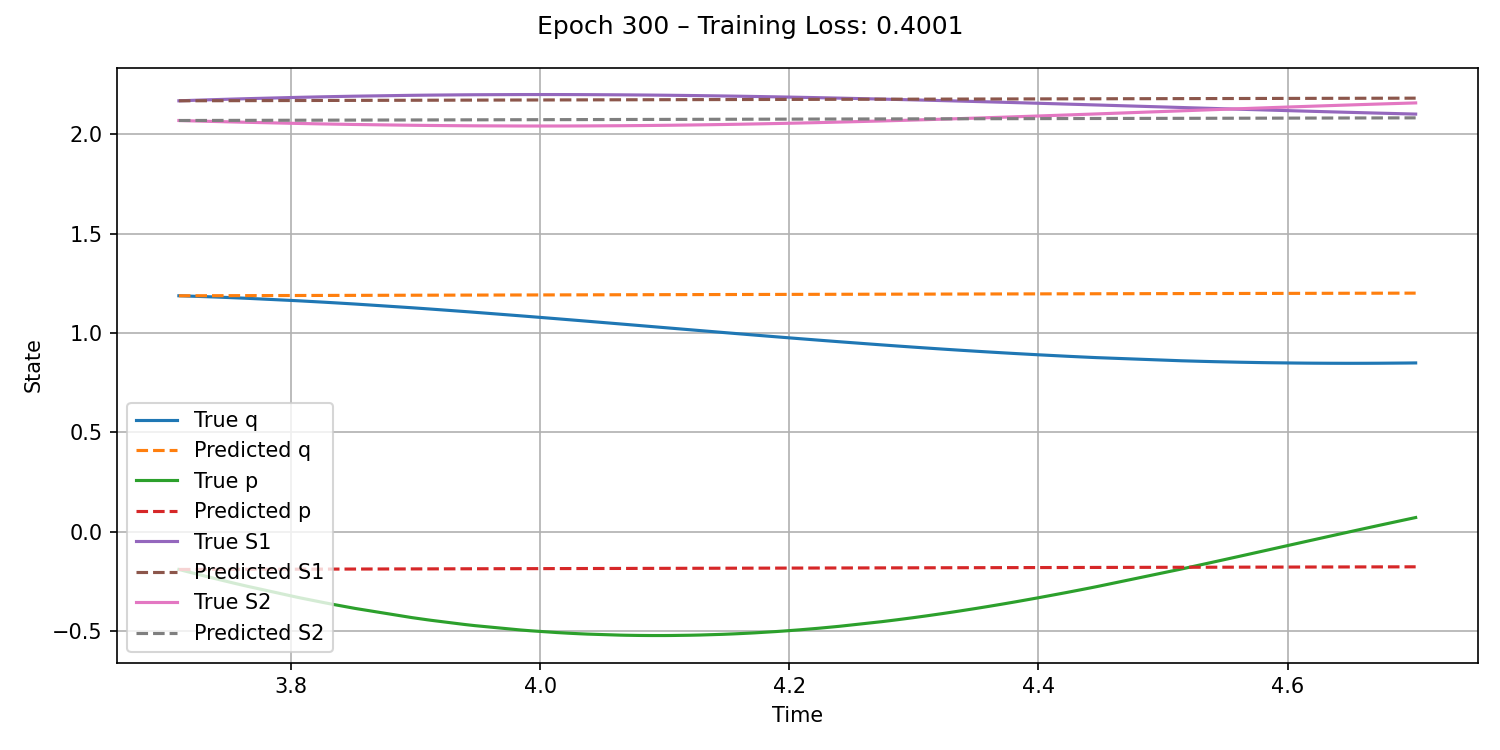 Epoch 300 – Training Loss: 0.4001
2.0
1.5
1.0
0.5
0.0
−0.5
State
True q
Predicted q
True p
Predicted p
True S1
Predicted S1
True S2
Predicted S2
3.8 4.0 4.2 4.4 4.6
Time